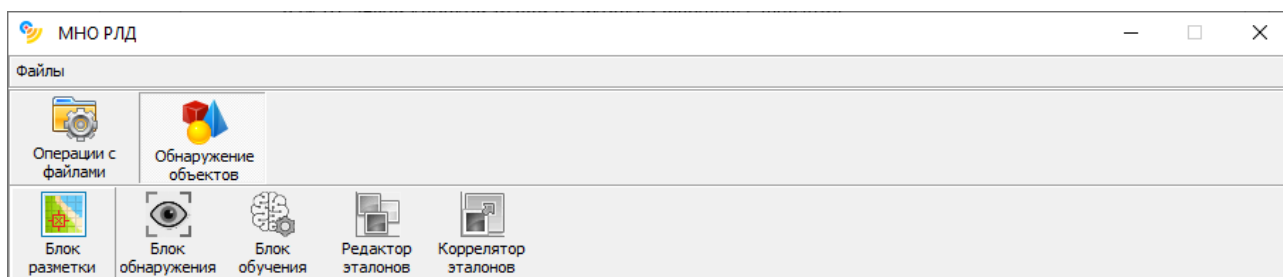 МНО РЛД
Файлы
Операции с файлами
Обнаружение объектов
Блок разметки
Блок обнаружения
Блок обучения
Редактор эталонов
Коррелятор эталонов